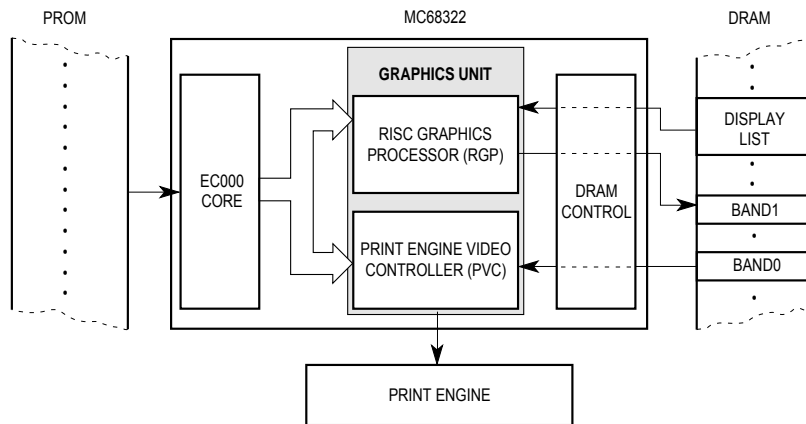 PROM
MC68322
DRAM
GRAPHICS UNIT
RISC GRAPHICS
PROCESSOR (RGP)
DISPLAY
LIST
EC000
CORE
DRAM
CONTROL
BAND1
PRINT ENGINE VIDEO
CONTROLLER (PVC)
BAND0
PRINT ENGINE